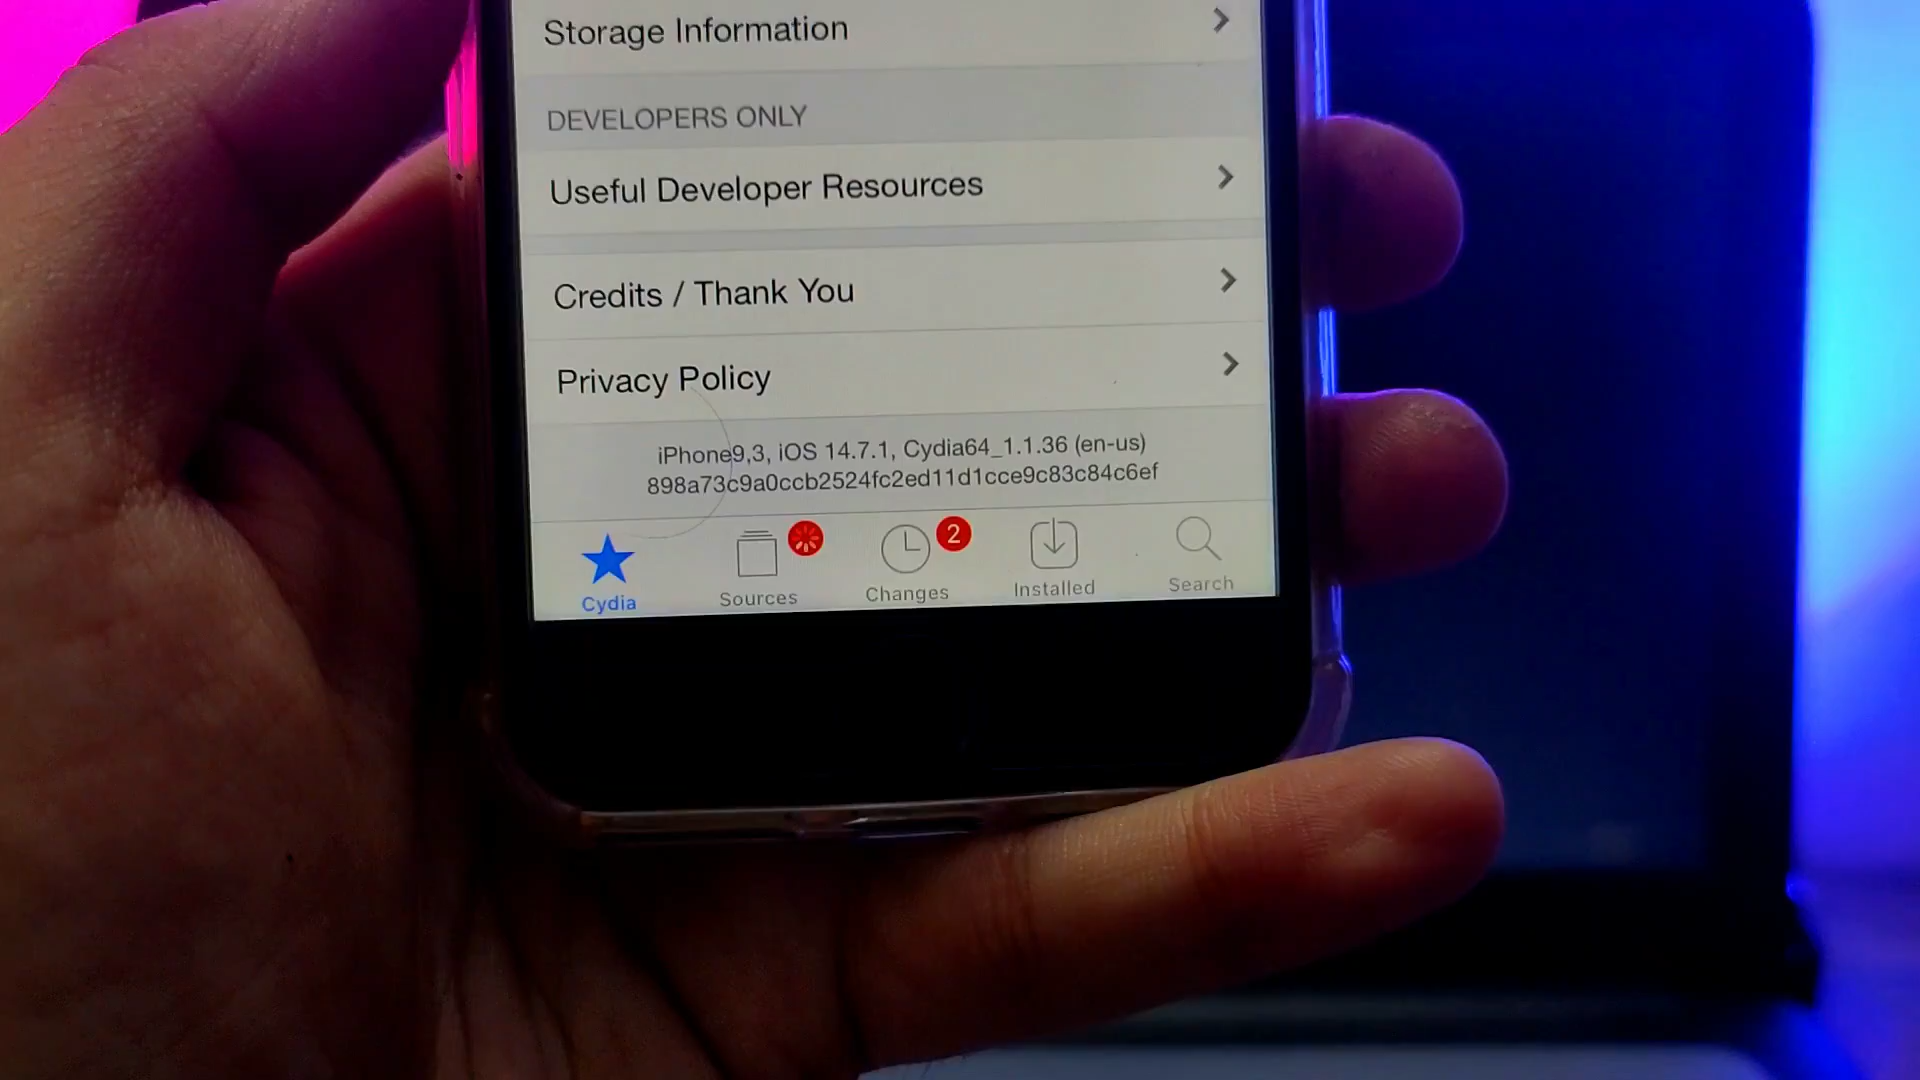 Storage Information
DEVELOPERS ONLY
Useful Developer Resources
Credits / Thank You
Privacy Policy
iPhone9,3, iOS 14.7.1, Cydia64_1.1.36 (en-us)
898a73c9a0ccb2524fc2ed11d1cce9c83c84c6ef
2
Cydia
Sources
Changes
Installed
Search